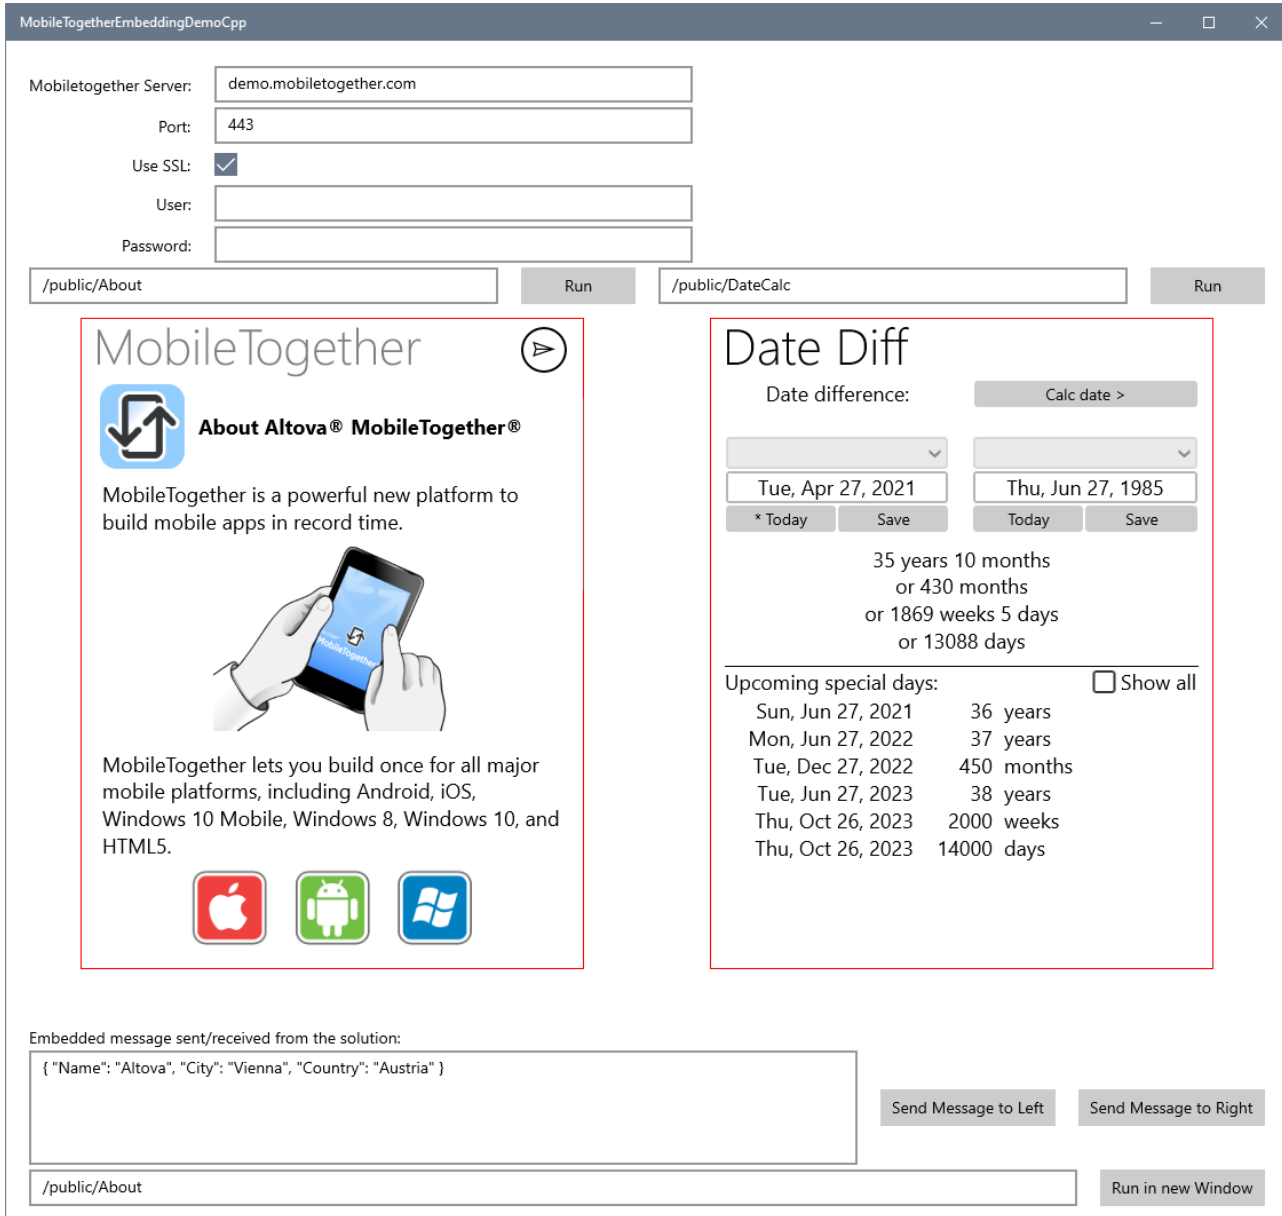 MobileTogetherEmbeddingDemoCpp
Mobiletogether Server: demo.mobiletogether.com
Port: 443
Use SSL:
User:
Password:
/public/About Run /public/DateCalc Run
MobileTogether
About Altova® MobileTogether®
MobileTogether is a powerful new platform to
build mobile apps in record time.
MobileTogether
MobileTogether lets you build once for all major
mobile platforms, including Android, iOS,
Windows 10 Mobile, Windows 8, Windows 10, and
HTML5.
Date Diff
Date difference: Calc date >
Tue, Apr 27, 2021 Thu, Jun 27, 1985
* Today Save Today Save
35 years 10 months
or 430 months
or 1869 weeks 5 days
or 13088 days
Upcoming special days: Show all
Sun, Jun 27, 2021 36 years
Mon, Jun 27, 2022 37 years
Tue, Dec 27, 2022 450 months
Tue, Jun 27, 2023 38 years
Thu, Oct 26, 2023 2000 weeks
Thu, Oct 26, 2023 14000 days
Embedded message sent/received from the solution:
{ "Name": "Altova", "City": "Vienna", "Country": "Austria" }
Send Message to Left Send Message to Right
/public/About Run in new Window